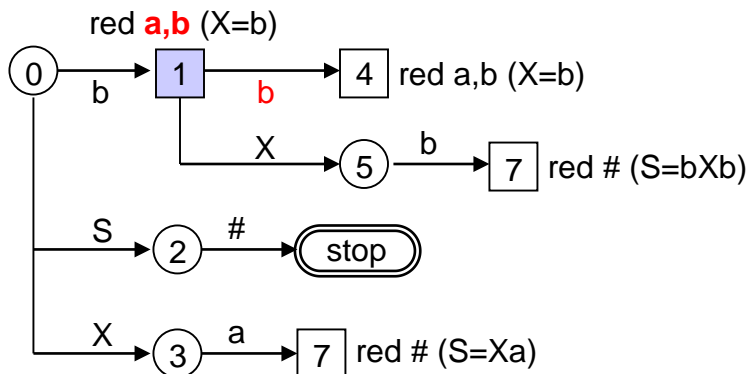 red a,b (X=b)
0 b 1 b 4 red a,b (X=b)
X 5 b 7 red # (S=bXb)
S 2 # stop
X 3 a 7 red # (S=Xa)